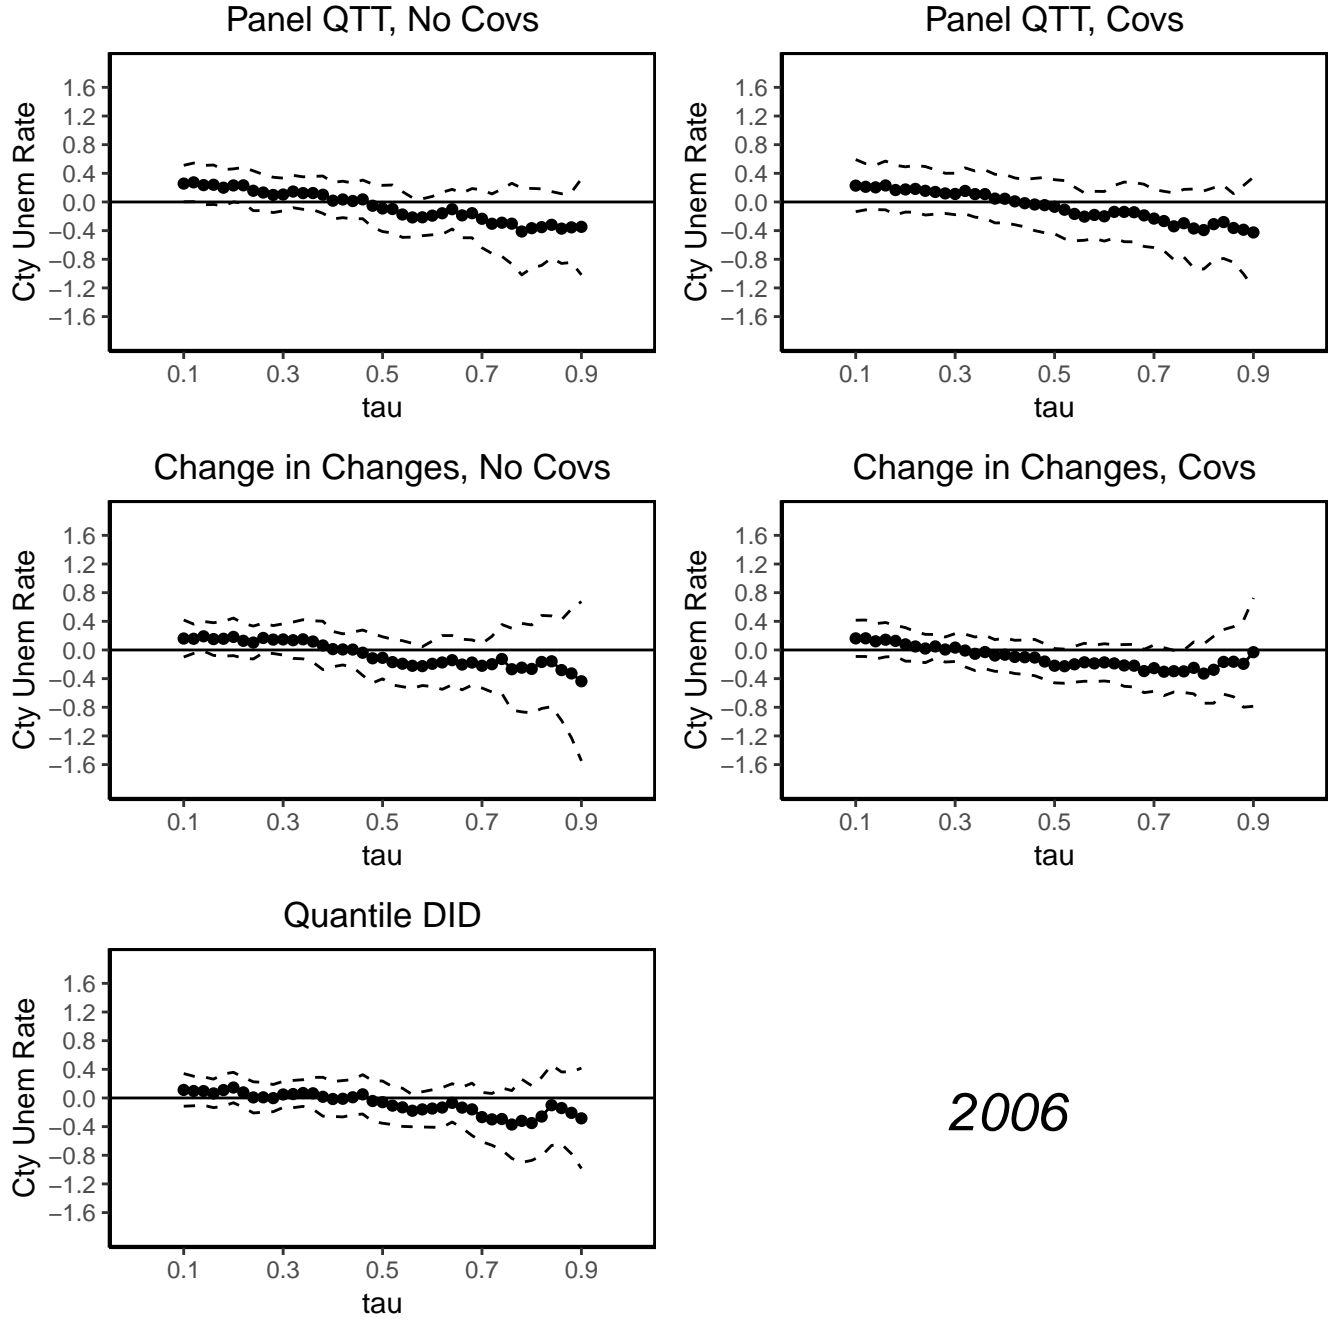 Panel QTT, No Covs
Cty Unem Rate
1.6
1.2
0.8
0.4
0.0
−0.4
−0.8
−1.2
−1.6
0.1 0.3 0.5 0.7 0.9
tau
Panel QTT, Covs
Cty Unem Rate
1.6
1.2
0.8
0.4
0.0
−0.4
−0.8
−1.2
−1.6
0.1 0.3 0.5 0.7 0.9
tau
Change in Changes, No Covs
Cty Unem Rate
1.6
1.2
0.8
0.4
0.0
−0.4
−0.8
−1.2
−1.6
0.1 0.3 0.5 0.7 0.9
tau
Change in Changes, Covs
Cty Unem Rate
1.6
1.2
0.8
0.4
0.0
−0.4
−0.8
−1.2
−1.6
0.1 0.3 0.5 0.7 0.9
tau
Quantile DID
Cty Unem Rate
1.6
1.2
0.8
0.4
0.0
−0.4
−0.8
−1.2
−1.6
0.1 0.3 0.5 0.7 0.9
tau
2006